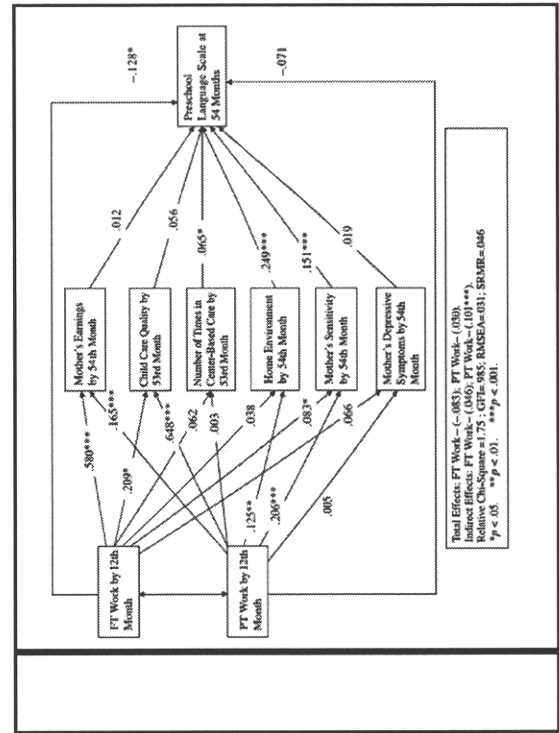 -.128*
Preschool
Language Scale at
54 Months
-.071
.012
.056
.065*
.249***
.151***
.019
Mother's Earnings
by 54th Month
Child Care Quality by
53rd Month
Number of Times in
Center-Based Care by
53rd Month
Home Environment
by 54th Month
Mother's Sensitivity
by 54th Month
Mother's Depressive
Symptoms by 54th
Month
.580***
.165***
.209*
.648***
.062
.003
.038
.125**
.083*
.206***
.066
.005
FT Work by 12th
Month
PT Work by 12th
Month
Total Effects: FT Work– (-.083), PT Work– (.030).
Indirect Effects: FT Work– (.046); PT Work– (.101***).
Relative Chi-Square =1.75 ; GFI=.985; RMSEA=.031; SRMR=.046
*p < .05. **p < .01. ***p < .001.